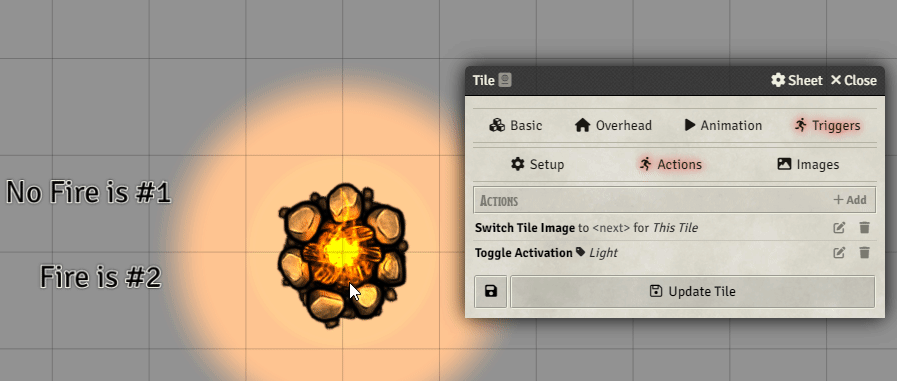 Tile Sheet Close
Basic Overhead Animation Triggers
Setup Actions Images
No Fire is #1
ACTIONS Add
Switch Tile Image to <next> for This Tile
Toggle Activation Light
Fire is #2
Update Tile